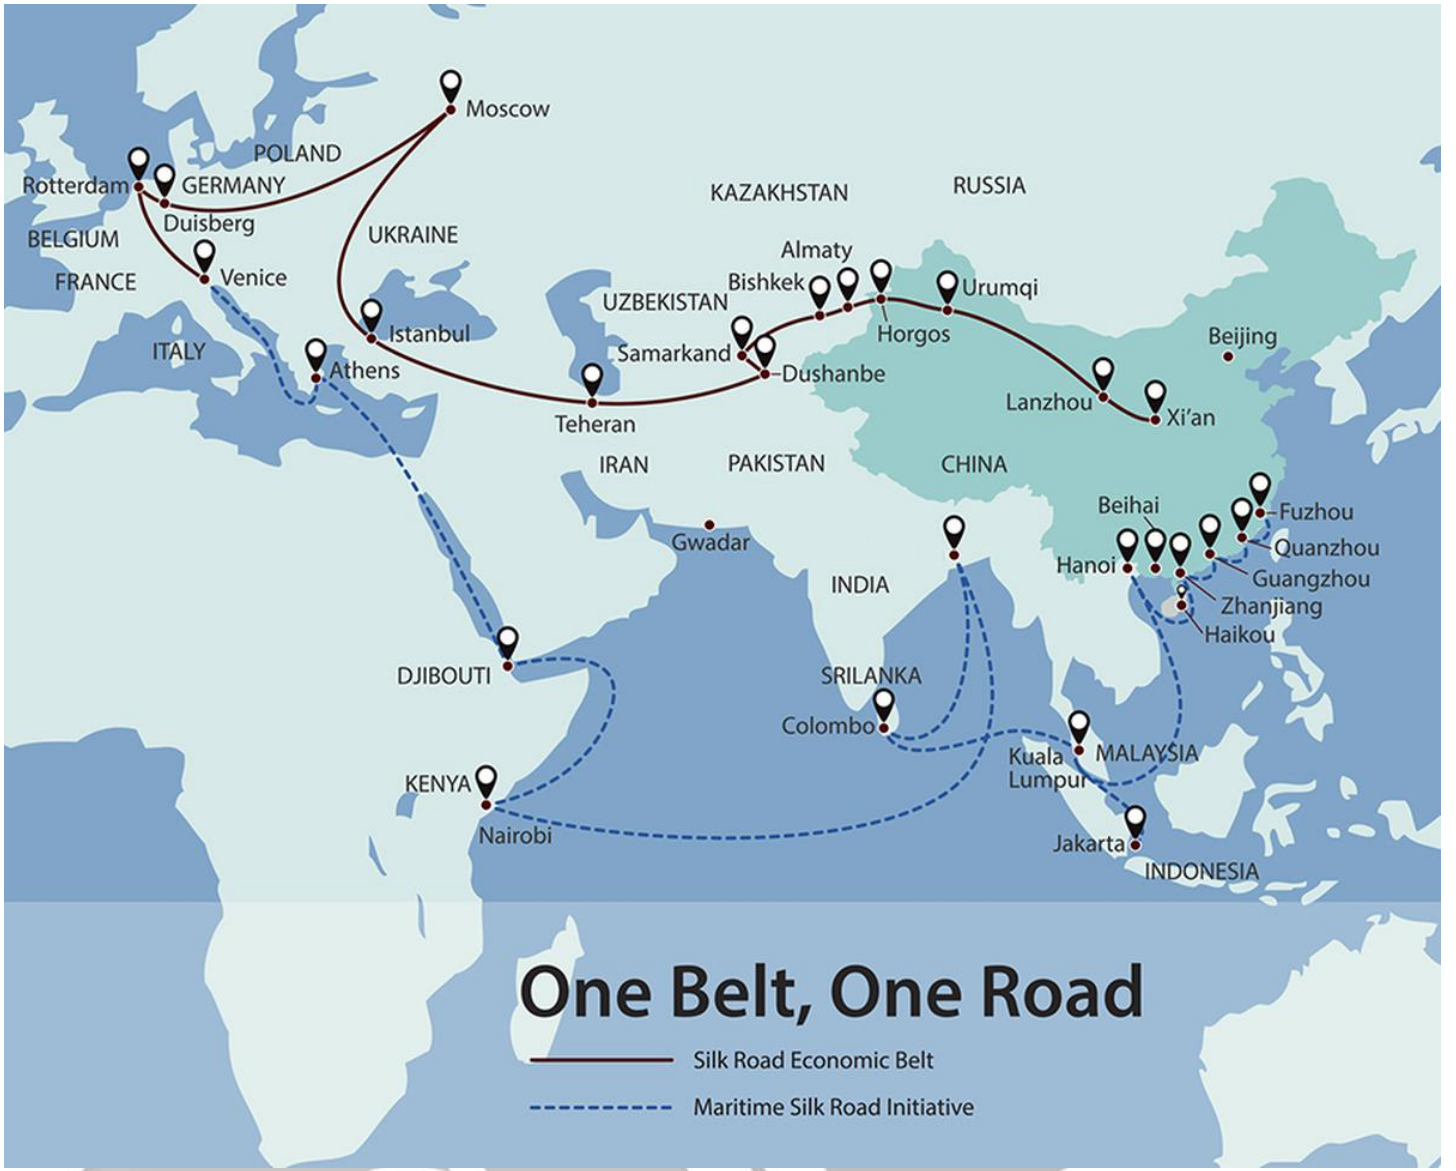 Moscow
POLAND
Rotterdam
GERMANY
Duisberg
KAZAKHSTAN
RUSSIA
BELGIUM
UKRAINE
Almaty
FRANCE
Venice
Bishkek
Urumqi
UZBEKISTAN
Istanbul
Horgos
Beijing
ITALY
Samarkand
Athens
Dushanbe
Lanzhou
Xi'an
Teheran
IRAN
PAKISTAN
CHINA
Beihai
Fuzhou
Gwadar
Quanzhou
Hanoi
Guangzhou
INDIA
Zhanjiang
Haikou
DJIBOUTI
SRILANKA
Colombo
Kuala
Lumpur
MALAYSIA
KENYA
Nairobi
Jakarta
INDONESIA
One Belt, One Road
Silk Road Economic Belt
Maritime Silk Road Initiative